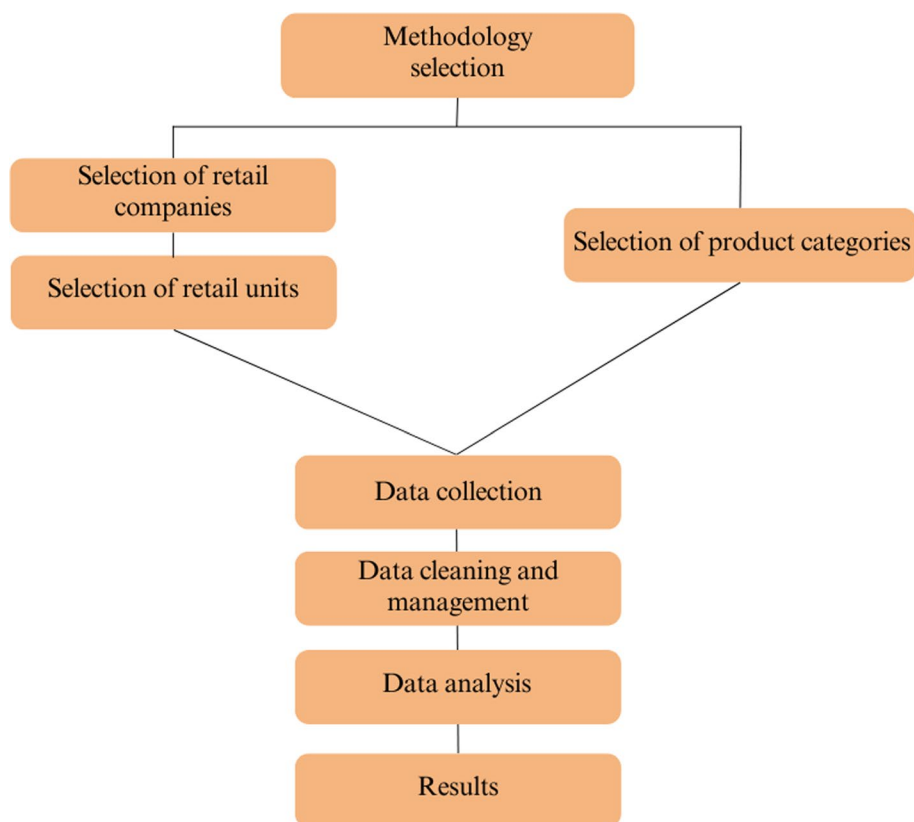 Methodology
selection
Selection of retail
companies
Selection of retail units
Selection of product categories
Data collection
Data cleaning and
management
Data analysis
Results